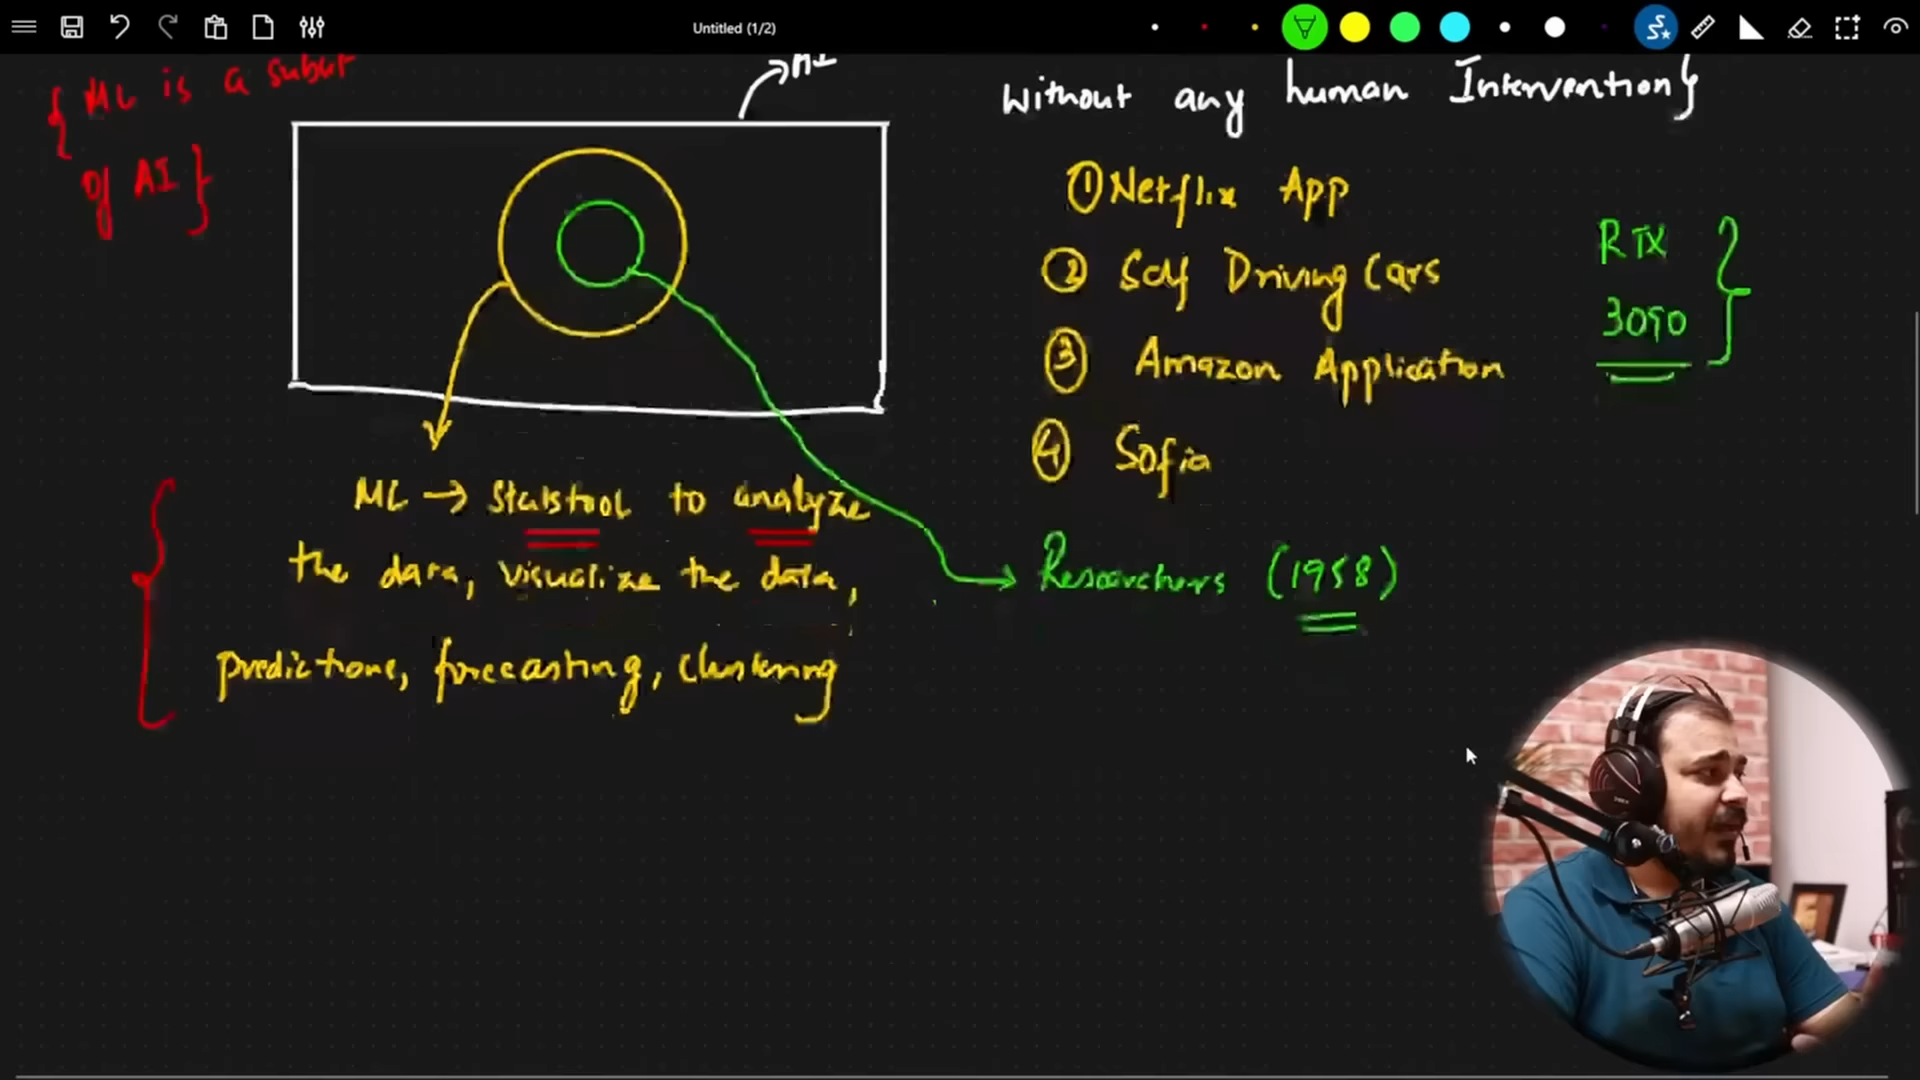 Untitled (1/2)
{ML is a subset
of AI}
AI
Without any human Intervention}
① Netflix App
② Self Driving Cars
③ Amazon Application
④ Sofia
RTX
3090
ML → Stats tool to analyze
the data, visualize the data,
predictions, forecasting, clustering
Researchers (1958)